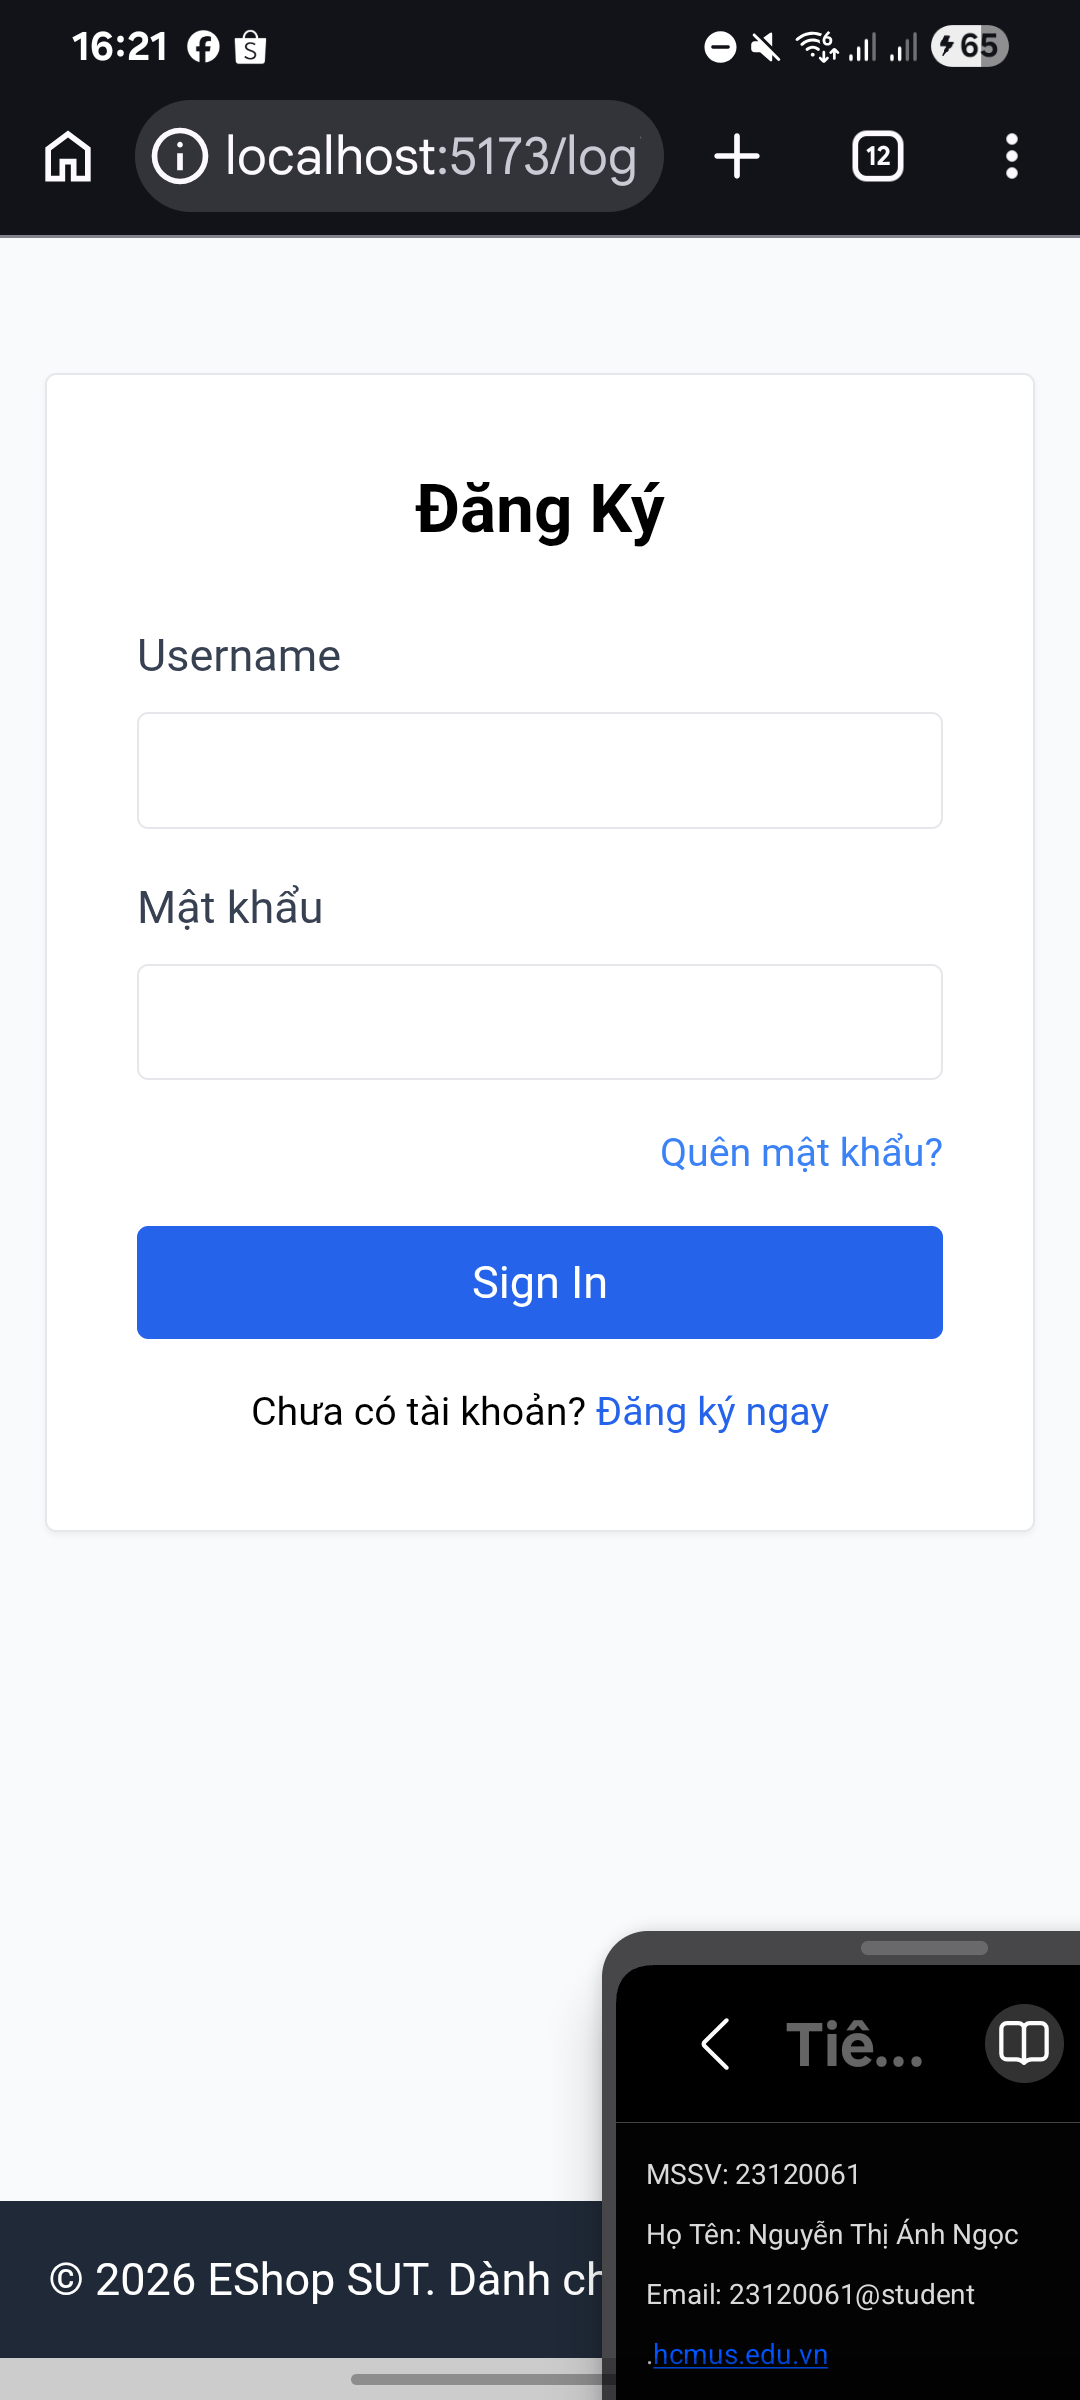 16:21
65
localhost:5173/log
12
Đăng Ký
Username
Mật khẩu
Quên mật khẩu?
Sign In
Chưa có tài khoản? Đăng ký ngay
Tiê...
MSSV: 23120061
Họ Tên: Nguyễn Thị Ánh Ngọc
Email: 23120061@student
.hcmus.edu.vn
© 2026 EShop SUT. Dành ch